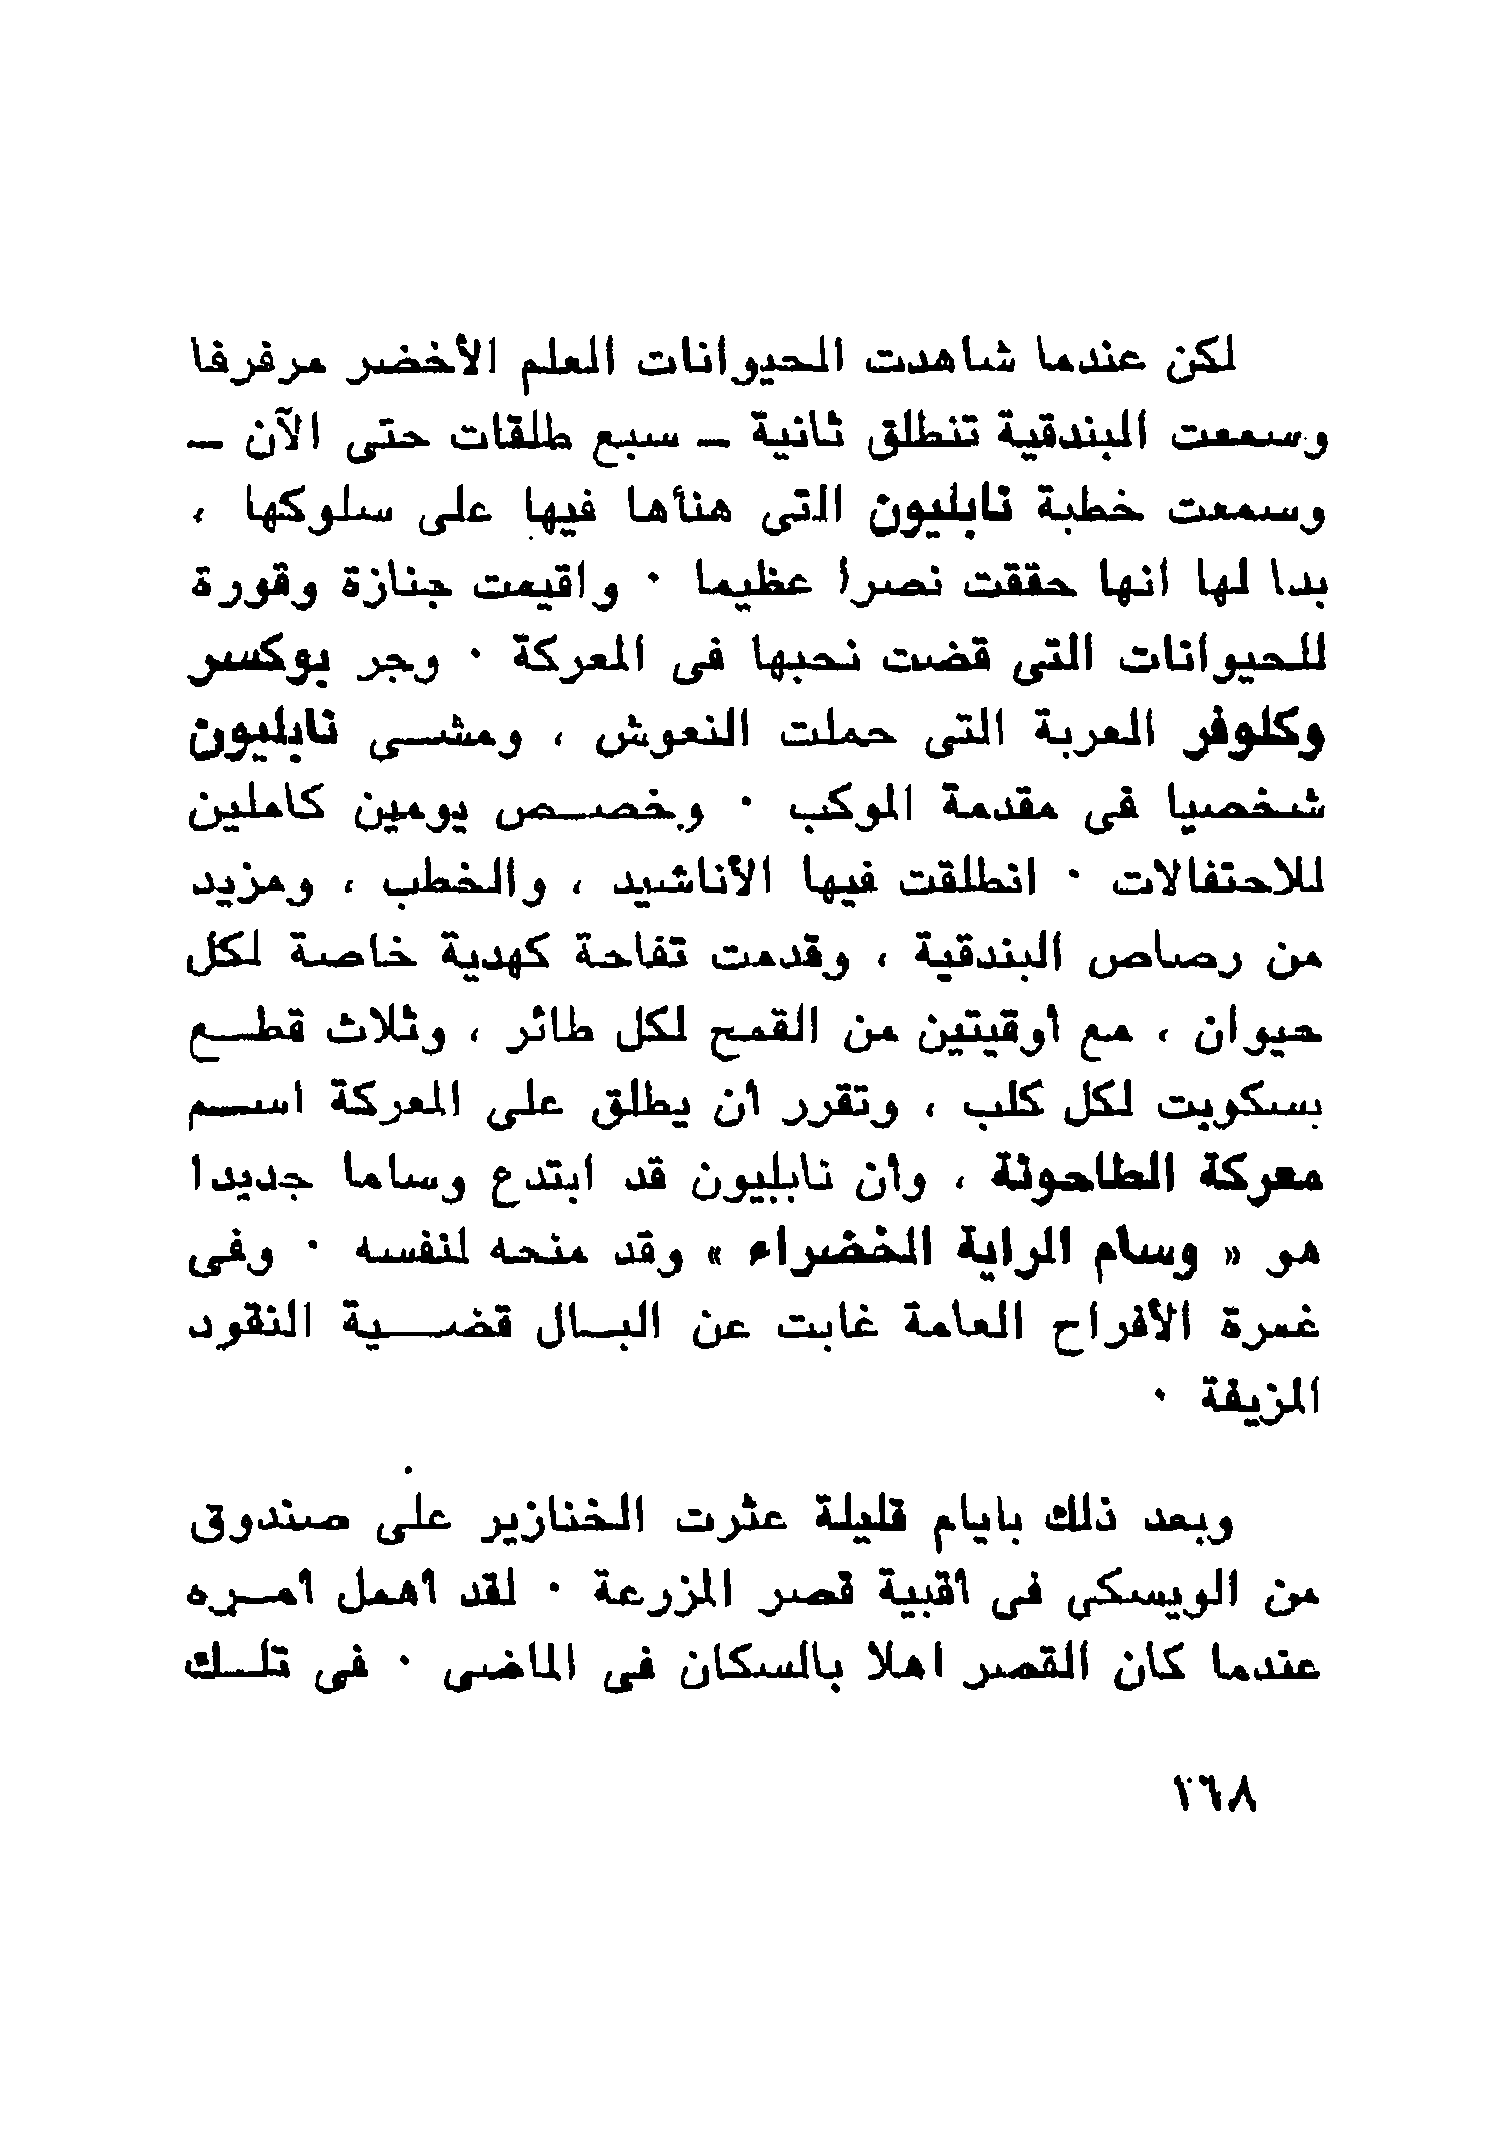 لكن عندما شاهدت الحيوانات العلم الأخضر مرفرفا
وسمعت البندقية تنطلق ثانية – سبع طلقات حتى الآن –
وسمعت خطبة نابليون التى هنأها فيها على سلوكها ،
بدا لها انها حققت نصرا عظيما . واقيمت جنازة وقورة
للحيوانات التى قضت نحبها فى المعركة . وجر بوكسر
وكلوفر العربة التى حملت النعوش ، ومشى نابليون
شخصيا فى مقدمة الموكب . وخصص يومين كاملين
للاحتفالات . انطلقت فيها الأناشيد ، والخطب ، ومزيد
من رصاص البندقية ، وقدمت تفاحة كهدية خاصة لكل
حيوان ، مع أوقيتين من القمح لكل طائر ، وثلاث قطع
بسكويت لكل كلب ، وتقرر أن يطلق على المعركة اسم
معركة الطاحونة ، وأن نابليون قد ابتدع وساما جديدا
هو « وسام الراية الخضراء » وقد منحه لنفسه . وفى
غمرة الأفراح العامة غابت عن البال قضية النقود
المزيفة .
وبعد ذلك بايام قليلة عثرت الخنازير على صندوق
من الويسكي فى أقبية قصر المزرعة . لقد أهمل أمره
عندما كان القصر اهلا بالسكان فى الماضى . فى تلك
٢٦٨